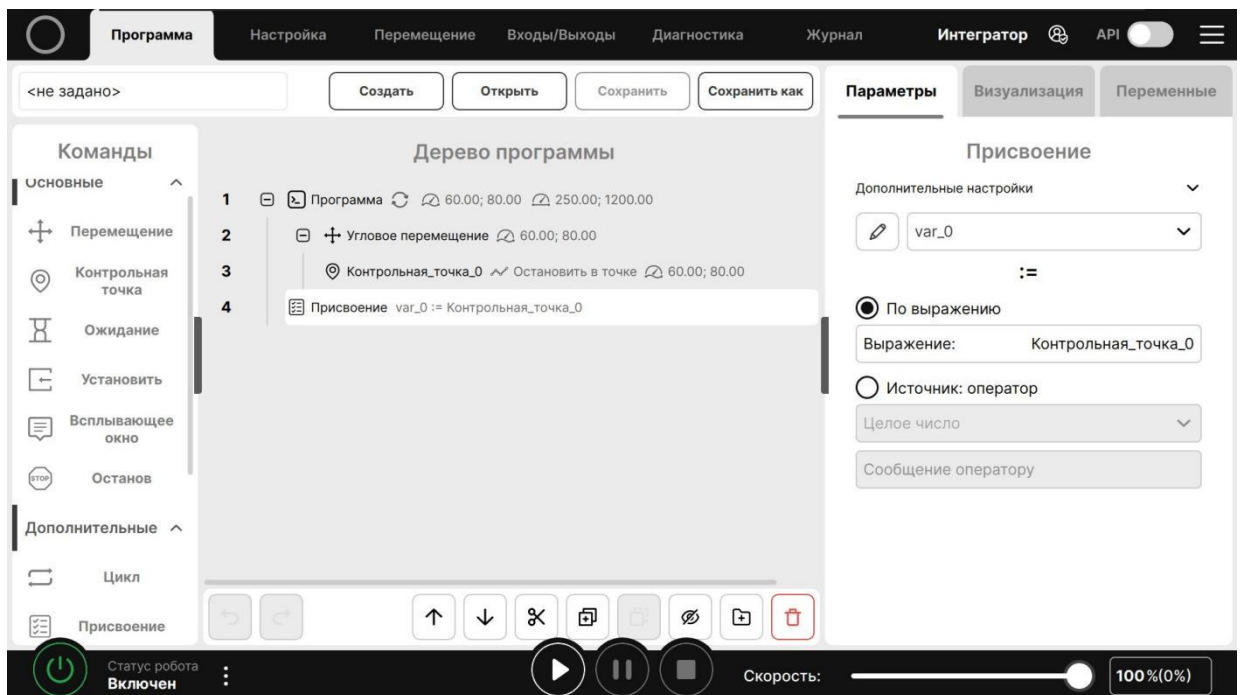 Программа
Настройка
Перемещение
Входы/Выходы
Диагностика
Журнал
Интегратор
API
<не задано>
Создать
Открыть
Сохранить
Сохранить как
Параметры
Визуализация
Переменные
Команды
Основные
Перемещение
Контрольная
точка
Ожидание
Установить
Всплывающее
окно
STOP
Останов
Дополнительные
Цикл
Присвоение
Дерево программы
1 Программа 60.00; 80.00 250.00; 1200.00
2 Угловое перемещение 60.00; 80.00
3 Контрольная_точка_0 Остановить в точке 60.00; 80.00
4 Присвоение var_0 := Контрольная_точка_0
Присвоение
Дополнительные настройки
var_0
:=
По выражению
Выражение: Контрольная_точка_0
Источник: оператор
Целое число
Сообщение оператору
Статус робота
Включен
Скорость:
100%(0%)